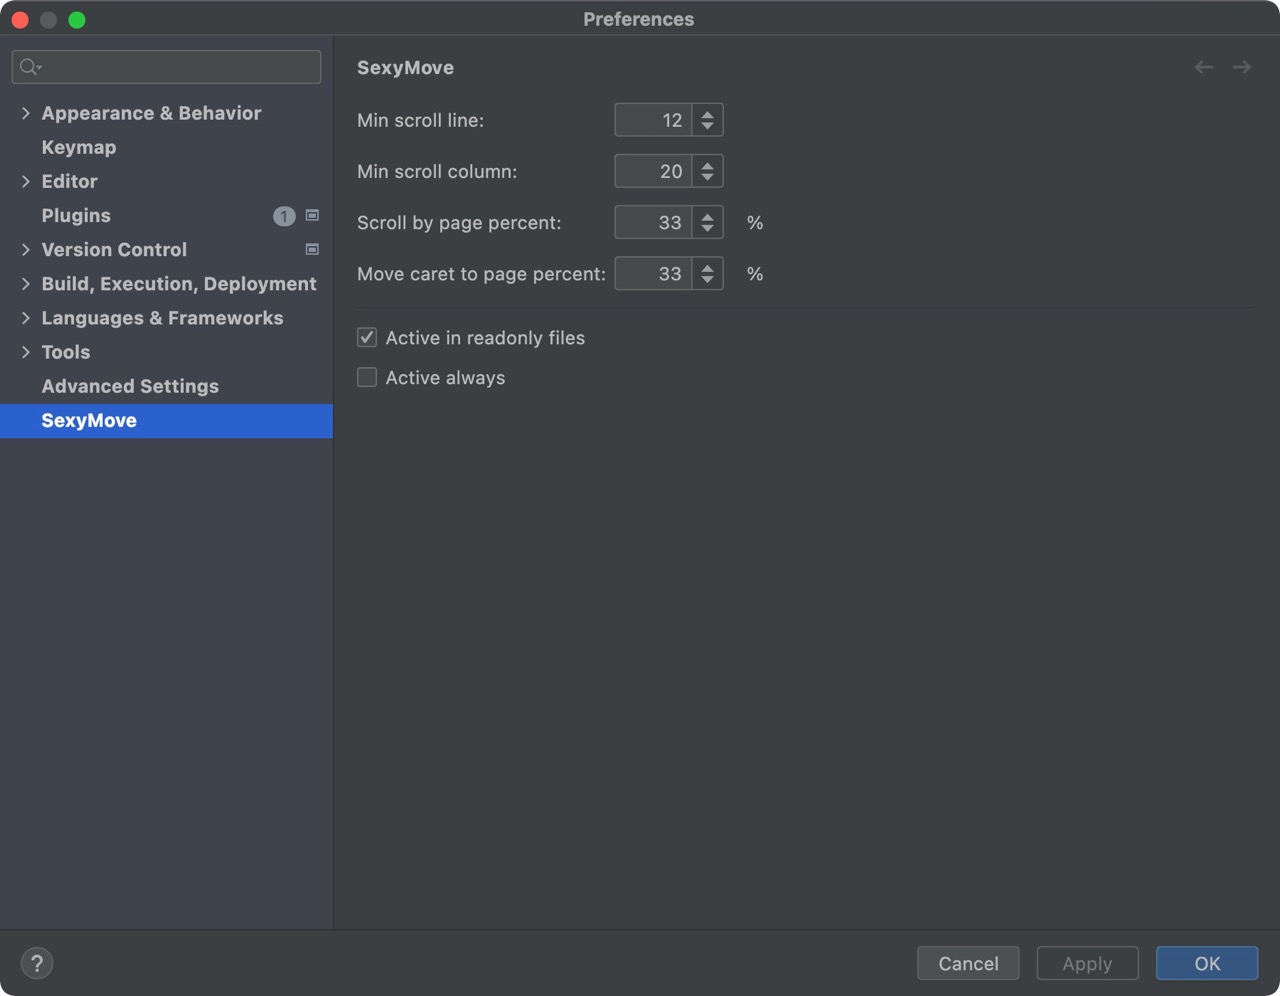 Preferences
SexyMove
Appearance & Behavior
Keymap
Editor
Plugins 1
Version Control
Build, Execution, Deployment
Languages & Frameworks
Tools
Advanced Settings
SexyMove
Min scroll line: 12
Min scroll column: 20
Scroll by page percent: 33 %
Move caret to page percent: 33 %
Active in readonly files
Active always
? Cancel Apply OK